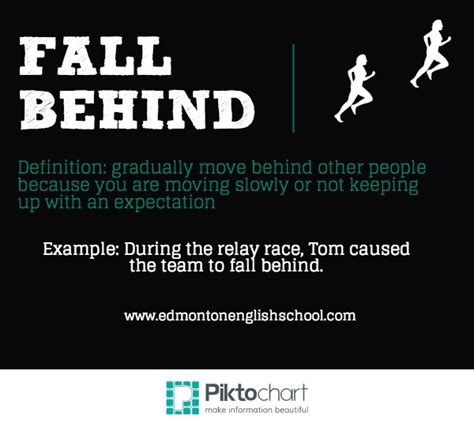 FALL
BEHIND
Definition: gradually move behind other people
because you are moving slowly or not keeping
up with an expectation
Example: During the relay race, Tom caused
the team to fall behind.
www.edmontonenglishschool.com
Piktochart
make information beautiful